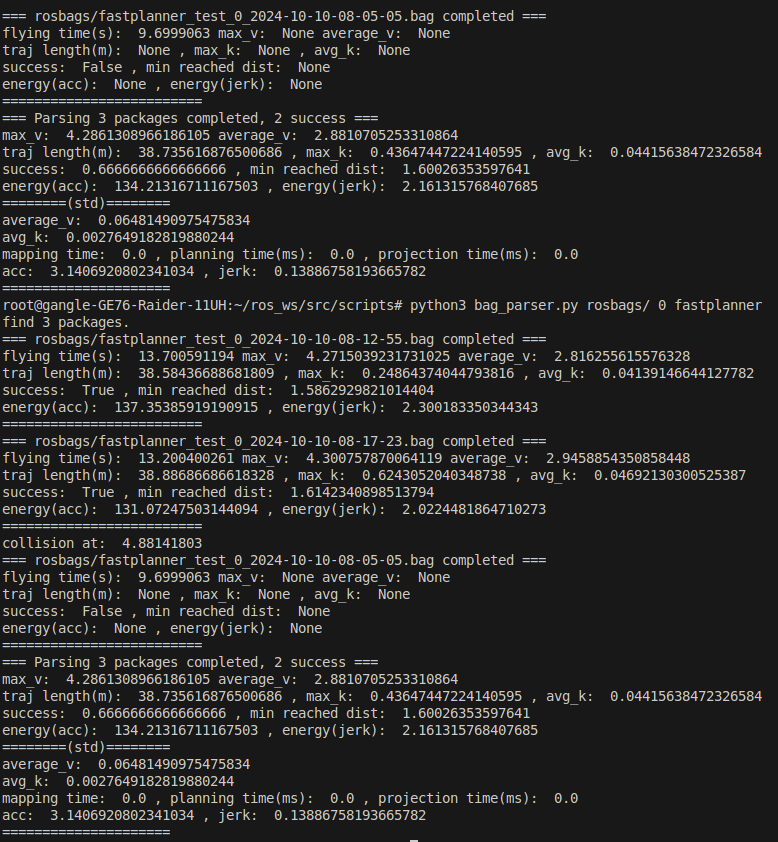 === rosbags/fastplanner_test_0_2024-10-10-08-05-05.bag completed ===
flying time(s):  9.6999063 max_v:  None average_v:  None
traj length(m):  None , max_k:  None , avg_k:  None
success:  False , min reached dist:  None
energy(acc):  None , energy(jerk):  None
=========================
=== Parsing 3 packages completed, 2 success ===
max_v:  4.2861308966186105 average_v:  2.8810705253310864
traj length(m):  38.735616876500686 , max_k:  0.43647447224140595 , avg_k:  0.04415638472326584
success:  0.6666666666666666 , min reached dist:  1.60026353597641
energy(acc):  134.21316711167503 , energy(jerk):  2.161315768407685
========(std)========
average_v:  0.06481490975475834
avg_k:  0.0027649182819880244
mapping time:  0.0 , planning time(ms):  0.0 , projection time(ms):  0.0
acc:  3.1406920802341034 , jerk:  0.13886758193665782
=====================
root@gangle-GE76-Raider-11UH:~/ros_ws/src/scripts# python3 bag_parser.py rosbags/ 0 fastplanner
find 3 packages.
=== rosbags/fastplanner_test_0_2024-10-10-08-12-55.bag completed ===
flying time(s):  13.700591194 max_v:  4.2715039231731025 average_v:  2.816255615576328
traj length(m):  38.58436688681809 , max_k:  0.24864374044793816 , avg_k:  0.04139146644127782
success:  True , min reached dist:  1.5862929821014404
energy(acc):  137.35385919190915 , energy(jerk):  2.300183350344343
=========================
=== rosbags/fastplanner_test_0_2024-10-10-08-17-23.bag completed ===
flying time(s):  13.200400261 max_v:  4.300757870064119 average_v:  2.9458854350858448
traj length(m):  38.88686686618328 , max_k:  0.6243052040348738 , avg_k:  0.04692130300525387
success:  True , min reached dist:  1.6142340898513794
energy(acc):  131.07247503144094 , energy(jerk):  2.0224481864710273
=========================
collision at:  4.88141803
=== rosbags/fastplanner_test_0_2024-10-10-08-05-05.bag completed ===
flying time(s):  9.6999063 max_v:  None average_v:  None
traj length(m):  None , max_k:  None , avg_k:  None
success:  False , min reached dist:  None
energy(acc):  None , energy(jerk):  None
=========================
=== Parsing 3 packages completed, 2 success ===
max_v:  4.2861308966186105 average_v:  2.8810705253310864
traj length(m):  38.735616876500686 , max_k:  0.43647447224140595 , avg_k:  0.04415638472326584
success:  0.6666666666666666 , min reached dist:  1.60026353597641
energy(acc):  134.21316711167503 , energy(jerk):  2.161315768407685
========(std)========
average_v:  0.06481490975475834
avg_k:  0.0027649182819880244
mapping time:  0.0 , planning time(ms):  0.0 , projection time(ms):  0.0
acc:  3.1406920802341034 , jerk:  0.13886758193665782
=====================